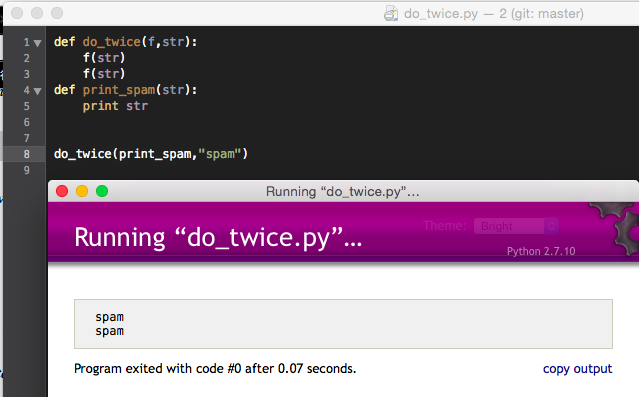 do_twice.py — 2 (git: master)
1 def do_twice(f,str):
2 f(str)
3 f(str)
4 def print_spam(str):
5 print str
6
7
8 do_twice(print_spam,"spam")
9
Running “do_twice.py”…
Theme: Bright
Running “do_twice.py”…
Python 2.7.10
spam
spam
Program exited with code #0 after 0.07 seconds. copy output